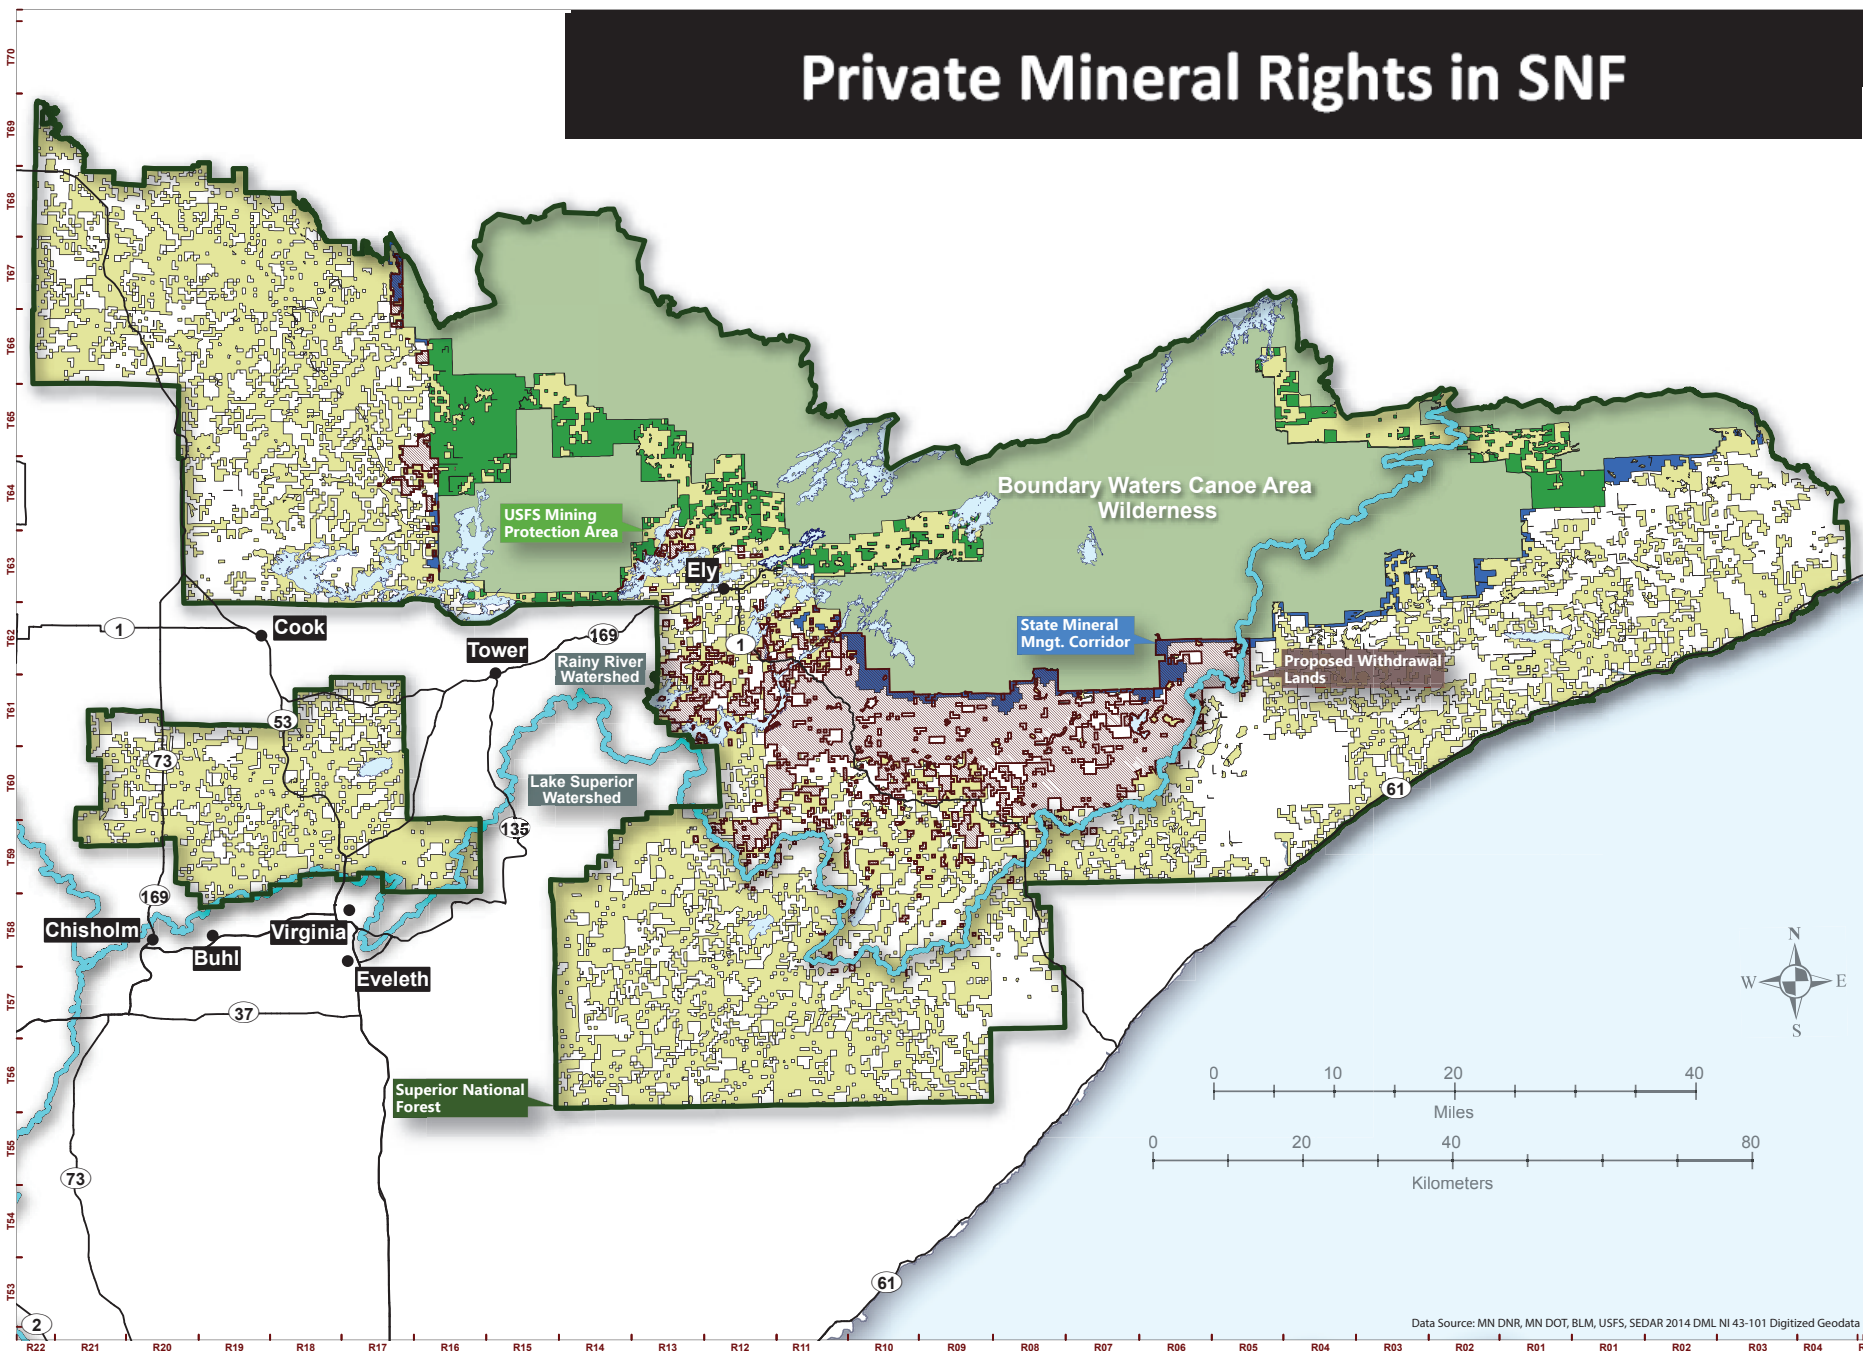 Private Mineral Rights in SNF
T70
T69
T68
T67
T66
T65
T64
T63
T62
T61
T60
T59
T58
T57
T56
T55
T54
T53
Boundary Waters Canoe Area
Wilderness
USFS Mining
Protection Area
Ely
1
Cook
169
State Mineral
Mngt. Corridor
Tower
1
Rainy River
Watershed
Proposed Withdrawal
Lands
53
73
Lake Superior
Watershed
61
135
169
Chisholm
Virginia
Buhl
Eveleth
37
N
W
E
S
Superior National
Forest
0
10
20
40
Miles
0
20
40
80
Kilometers
73
61
2
Data Source: MN DNR, MN DOT, BLM, USFS, SEDAR 2014 DML NI 43-101 Digitized Geodata
R22
R21
R20
R19
R18
R17
R16
R15
R14
R13
R12
R11
R10
R09
R08
R07
R06
R05
R04
R03
R02
R01
R01
R02
R03
R04